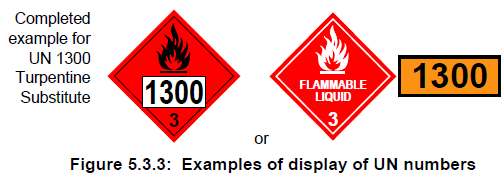 Completed
example for
UN 1300
Turpentine
Substitute
1300
3
or
FLAMMABLE
LIQUID
3
1300
Figure 5.3.3: Examples of display of UN numbers